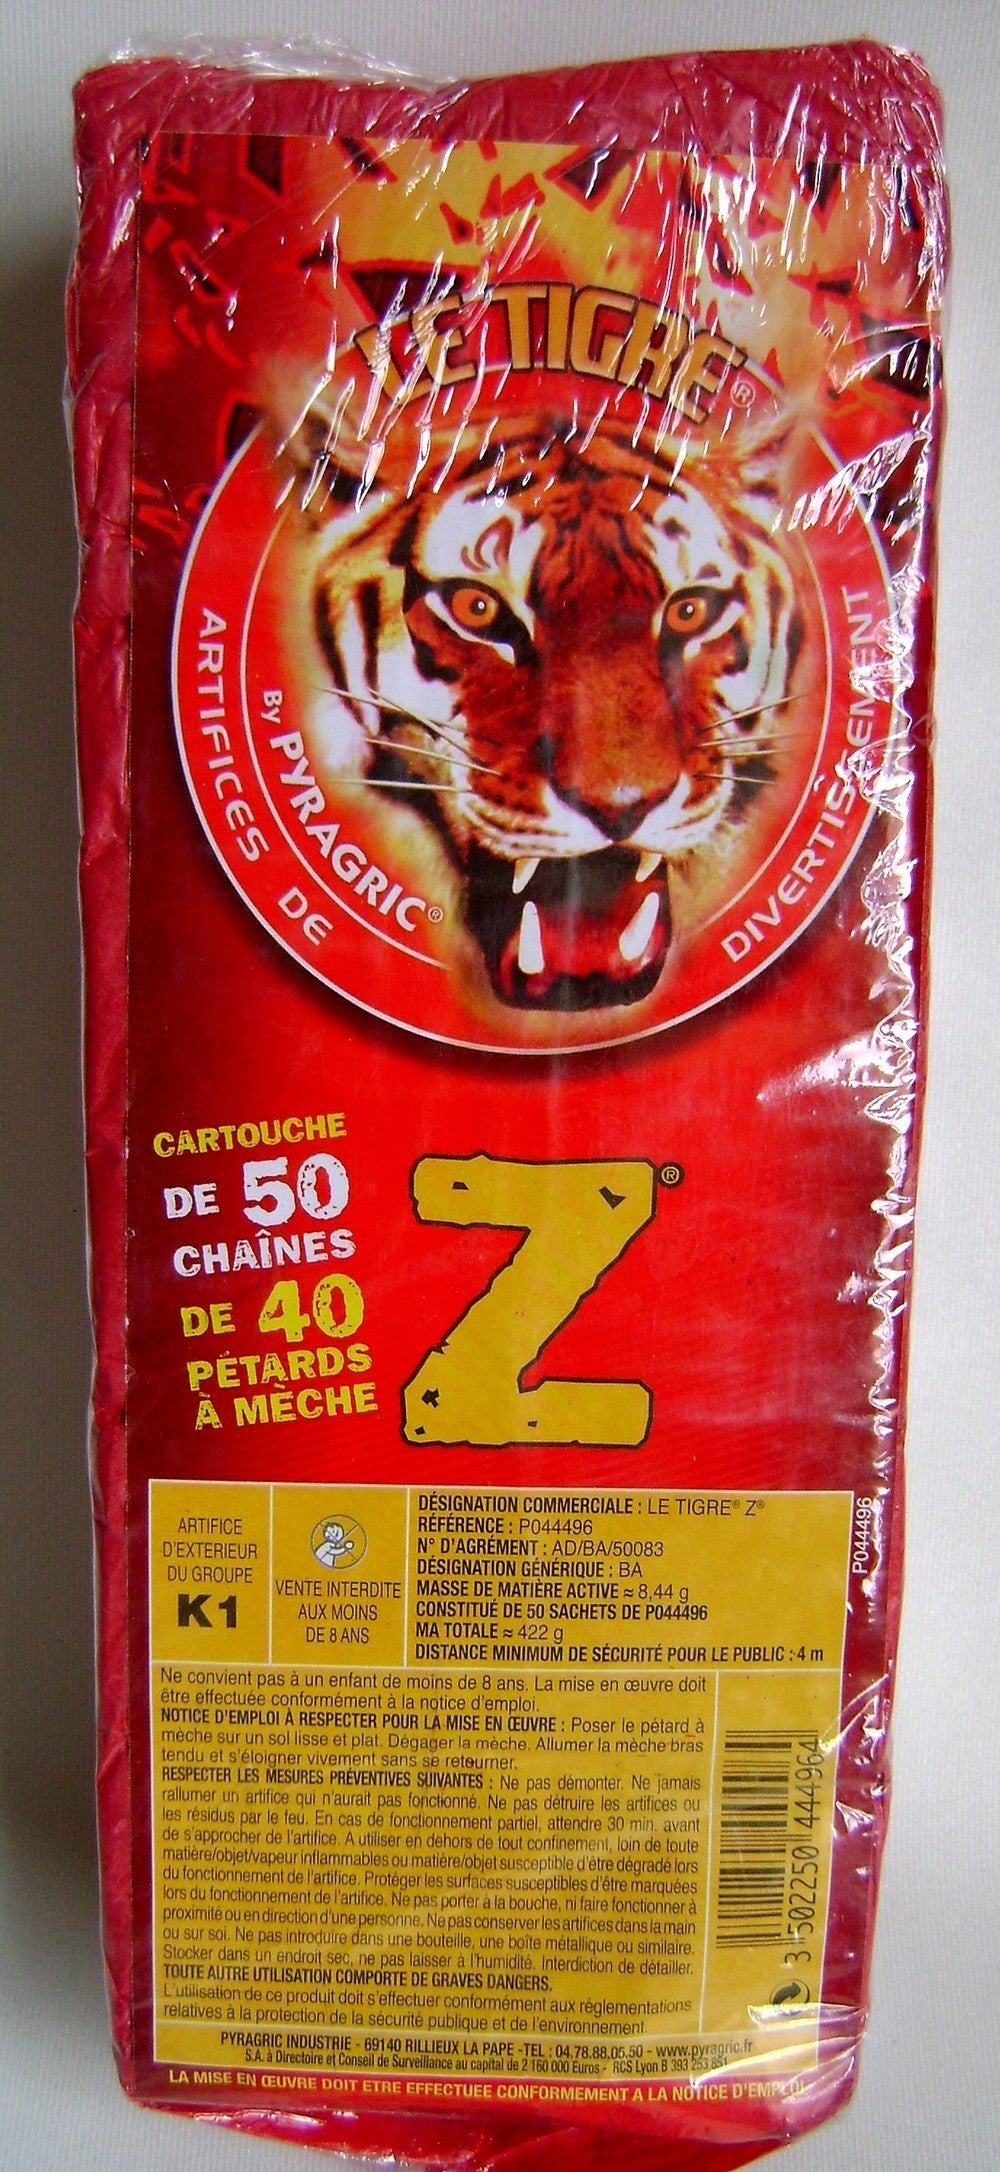 LE TIGRE®
ARTIFICES DE DIVERTISSEMENT
By PYRAGRIC®
CARTOUCHE
DE 50
CHAÎNES
DE 40
PÉTARDS
À MÈCHE
Z®
ARTIFICE
D'EXTERIEUR
DU GROUPE
K1
VENTE INTERDITE
AUX MOINS
DE 8 ANS
DÉSIGNATION COMMERCIALE : LE TIGRE® Z®
RÉFÉRENCE : P044496
N° D'AGRÉMENT : AD/BA/50083
DÉSIGNATION GÉNÉRIQUE : BA
MASSE DE MATIÈRE ACTIVE ≈ 8,44 g
CONSTITUÉ DE 50 SACHETS DE P044496
MA TOTALE ≈ 422 g
DISTANCE MINIMUM DE SÉCURITÉ POUR LE PUBLIC : 4 m
P044496
Ne convient pas à un enfant de moins de 8 ans. La mise en œuvre doit
être effectuée conformément à la notice d'emploi.
NOTICE D'EMPLOI À RESPECTER POUR LA MISE EN ŒUVRE : Poser le pétard à
mèche sur un sol lisse et plat. Dégager la mèche. Allumer la mèche bras
tendu et s'éloigner vivement sans se retourner.
RESPECTER LES MESURES PRÉVENTIVES SUIVANTES : Ne pas démonter. Ne jamais
rallumer un artifice qui n'aurait pas fonctionné. Ne pas détruire les artifices ou
les résidus par le feu. En cas de fonctionnement partiel, attendre 30 min. avant
de s'approcher de l'artifice. A utiliser en dehors de tout confinement, loin de toute
matière/objet/vapeur inflammables ou matière/objet susceptible d'être dégradé lors
du fonctionnement de l'artifice. Protéger les surfaces susceptibles d'être marquées
lors du fonctionnement de l'artifice. Ne pas porter à la bouche, ni faire fonctionner à
proximité ou en direction d'une personne. Ne pas conserver les artifices dans la main
ou sur soi. Ne pas introduire dans une bouteille, une boîte métallique ou similaire.
Stocker dans un endroit sec, ne pas laisser à l'humidité. Interdiction de détailler.
TOUTE AUTRE UTILISATION COMPORTE DE GRAVES DANGERS.
L'utilisation de ce produit doit s'effectuer conformément aux réglementations
relatives à la protection de la sécurité publique et de l'environnement.
3 502250 444964
PYRAGRIC INDUSTRIE - 69140 RILLIEUX LA PAPE - TEL : 04.78.88.05.50 - www.pyragric.fr
S.A. à Directoire et Conseil de Surveillance au capital de 2 160 000 Euros - RCS Lyon B 393 253 851
LA MISE EN ŒUVRE DOIT ETRE EFFECTUEE CONFORMEMENT A LA NOTICE D'EMPLOI